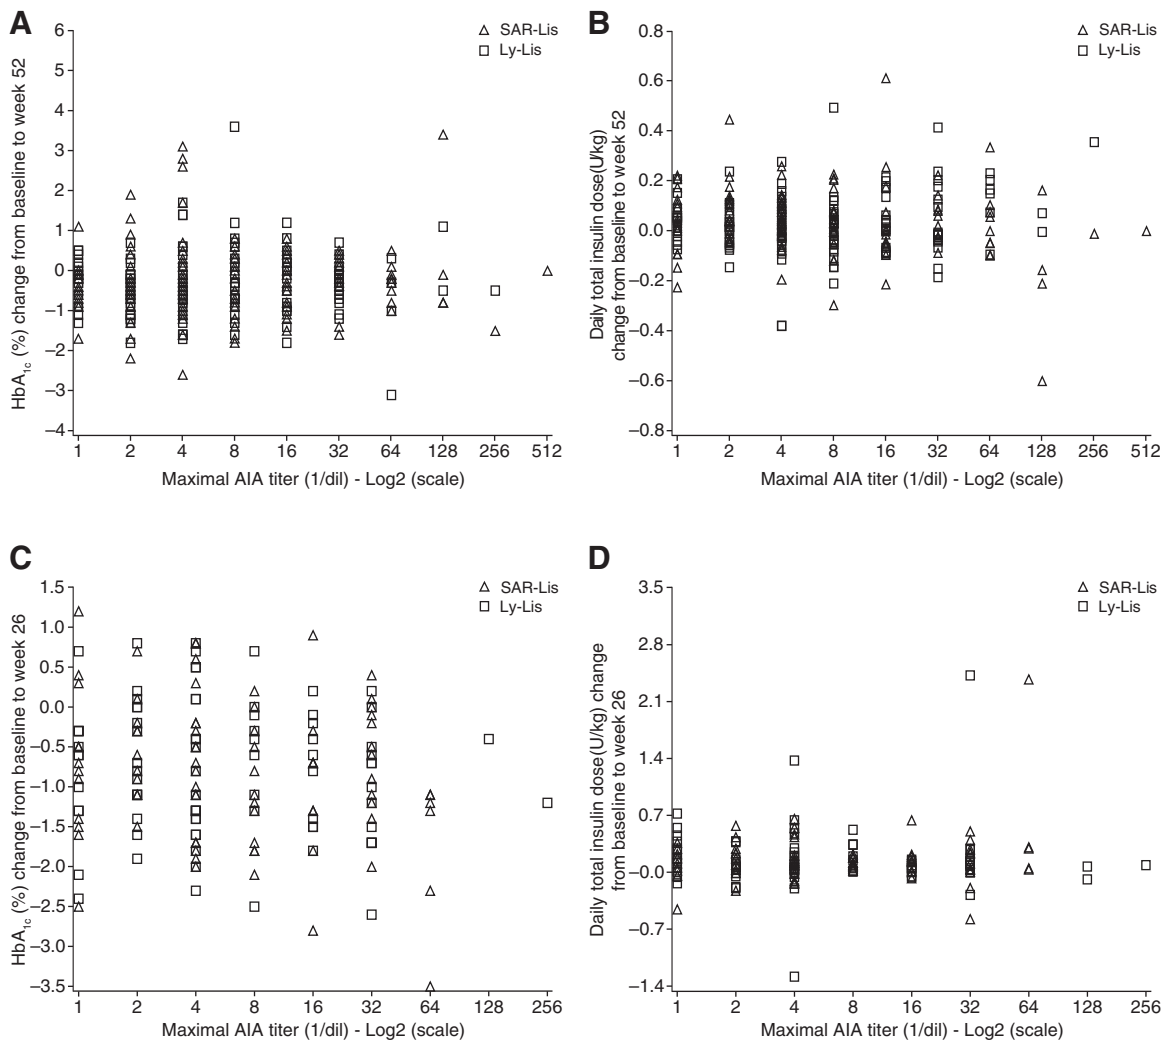 A
SAR-Lis
Ly-Lis
HbA1c (%) change from baseline to week 52
6
5
4
3
2
1
0
–1
–2
–3
–4
1 2 4 8 16 32 64 128 256 512
Maximal AIA titer (1/dil) - Log2 (scale)
B
SAR-Lis
Ly-Lis
Daily total insulin dose(U/kg)
change from baseline to week 52
0.8
0.6
0.4
0.2
0.0
–0.2
–0.4
–0.6
–0.8
1 2 4 8 16 32 64 128 256 512
Maximal AIA titer (1/dil) - Log2 (scale)
C
SAR-Lis
Ly-Lis
HbA1c (%) change from baseline to week 26
1.5
1.0
0.5
0.0
–0.5
–1.0
–1.5
–2.0
–2.5
–3.0
–3.5
1 2 4 8 16 32 64 128 256
Maximal AIA titer (1/dil) - Log2 (scale)
D
SAR-Lis
Ly-Lis
Daily total insulin dose(U/kg) change
from baseline to week 26
3.5
2.8
2.1
1.4
0.7
–0.0
–0.7
–1.4
1 2 4 8 16 32 64 128 256
Maximal AIA titer (1/dil) - Log2 (scale)